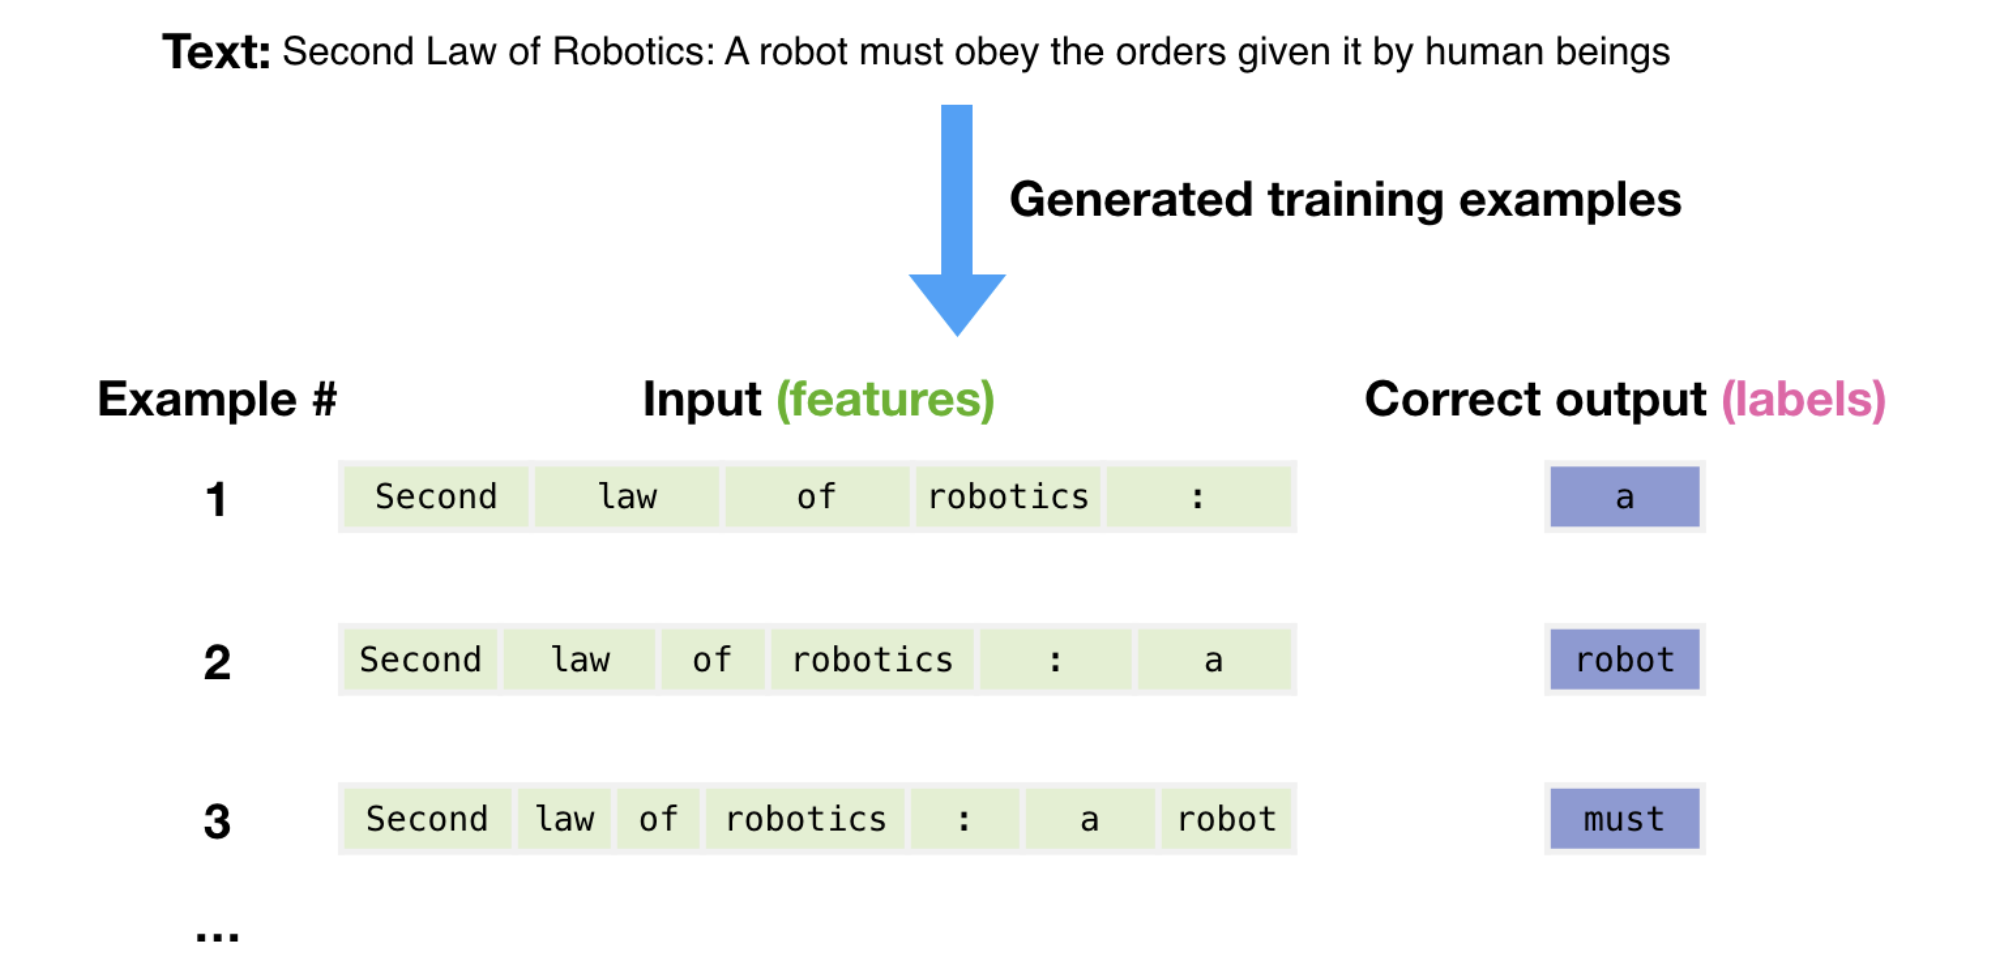 Text: Second Law of Robotics: A robot must obey the orders given it by human beings
Generated training examples
Example # Input (features) Correct output (labels)
1 Second law of robotics : a
2 Second law of robotics : a robot
3 Second law of robotics : a robot must
...